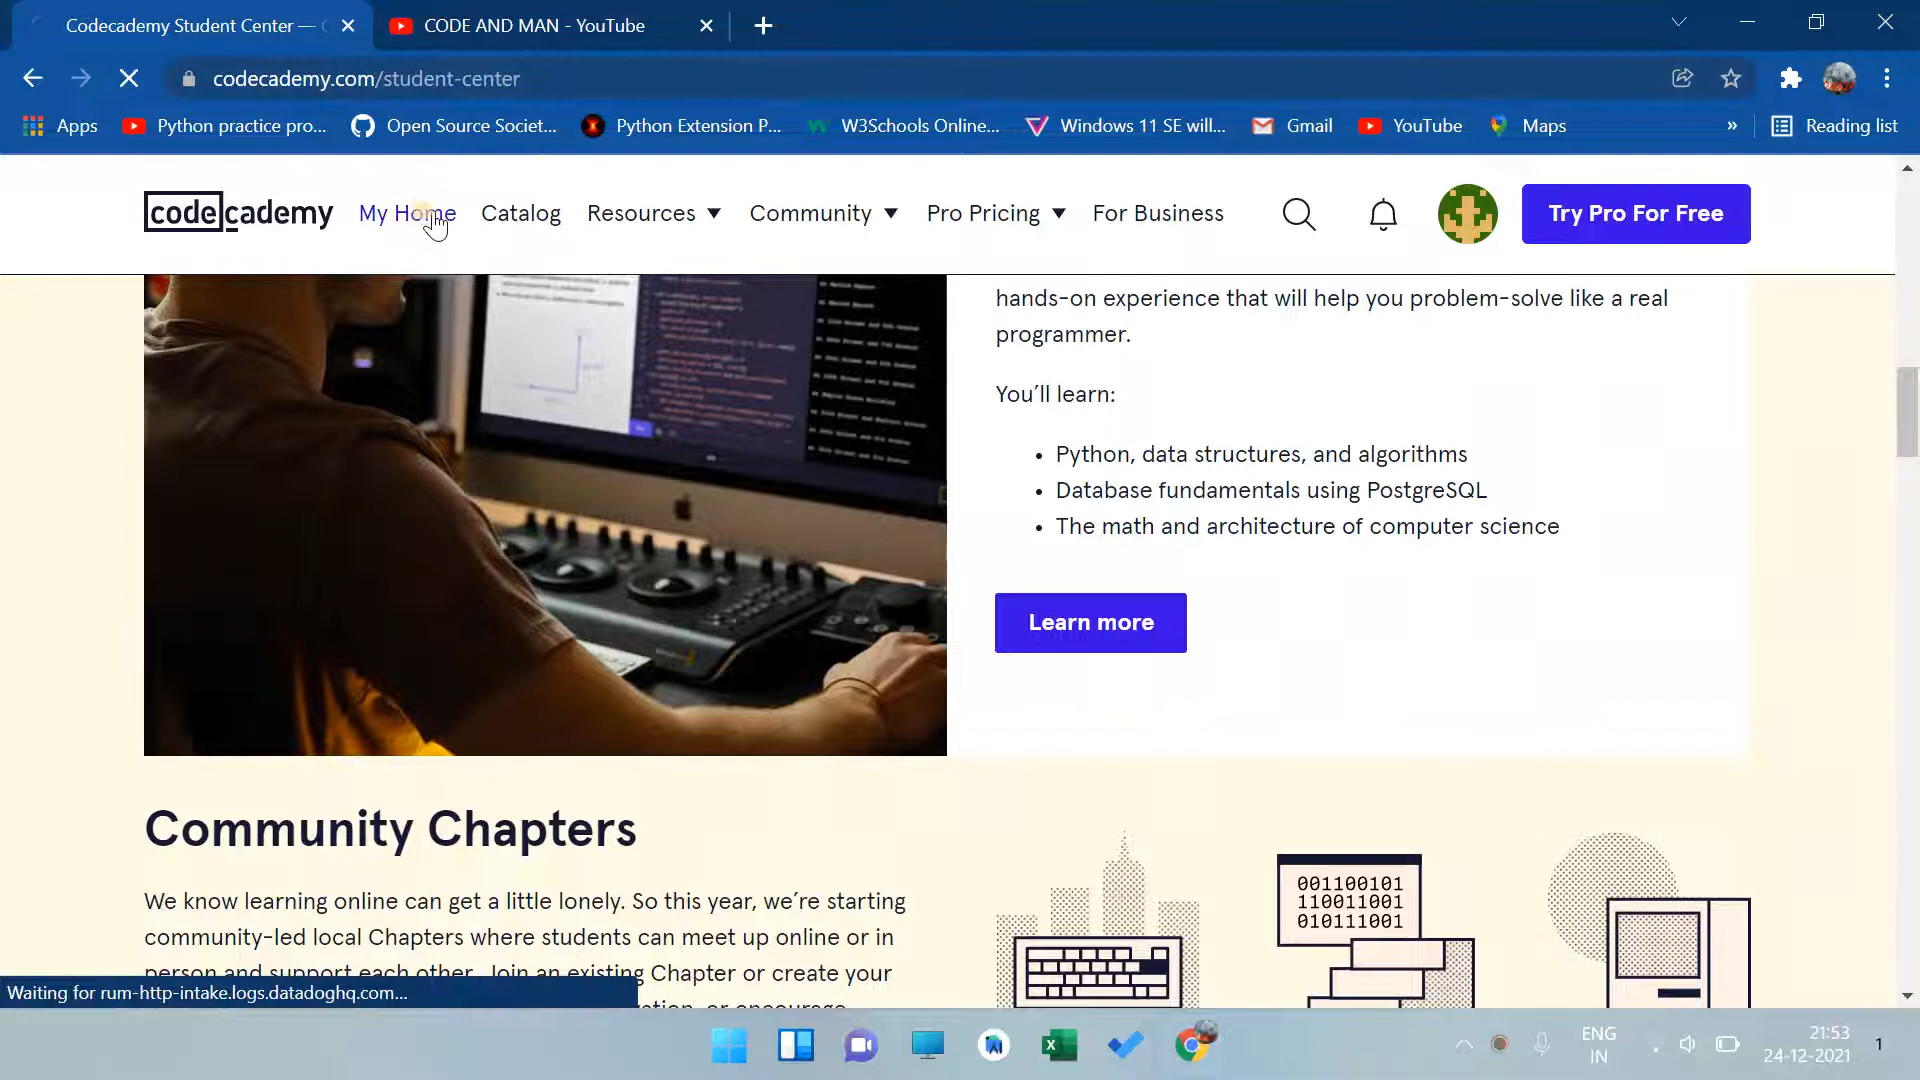 Codecademy Student Center —
CODE AND MAN - YouTube
codecademy.com/student-center
Apps
Python practice pro...
Open Source Societ...
Python Extension P...
W3Schools Online...
Windows 11 SE will...
Gmail
YouTube
Maps
»
Reading list
codecademy
My Home
Catalog
Resources
Community
Pro Pricing
For Business
Try Pro For Free
hands-on experience that will help you problem-solve like a real
programmer.
You’ll learn:
• Python, data structures, and algorithms
• Database fundamentals using PostgreSQL
• The math and architecture of computer science
Learn more
Community Chapters
We know learning online can get a little lonely. So this year, we’re starting
community-led local Chapters where students can meet up online or in
person and support each other. Join an existing Chapter or create your
or encourage
001100101
110011001
010111001
Waiting for rum-http-intake.logs.datadoghq.com...
ENG
IN
21:53
24-12-2021
1